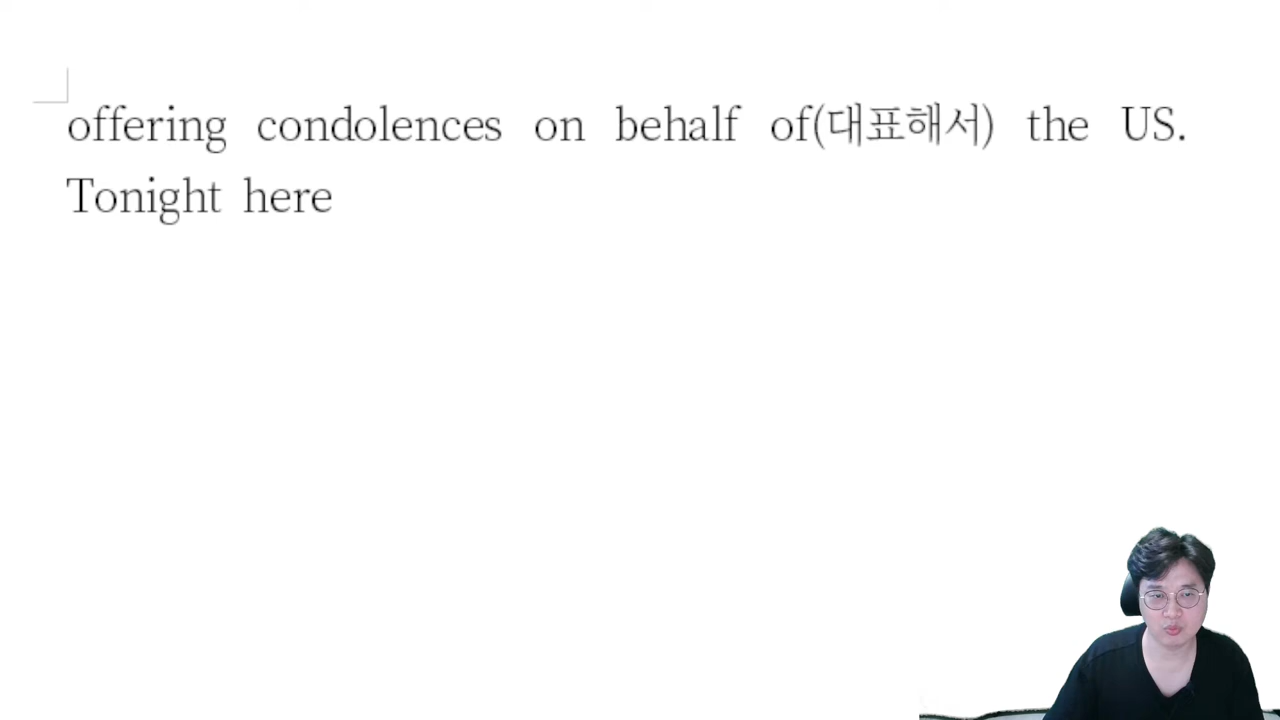 offering condolences on behalf of(대표해서) the US.
Tonight here